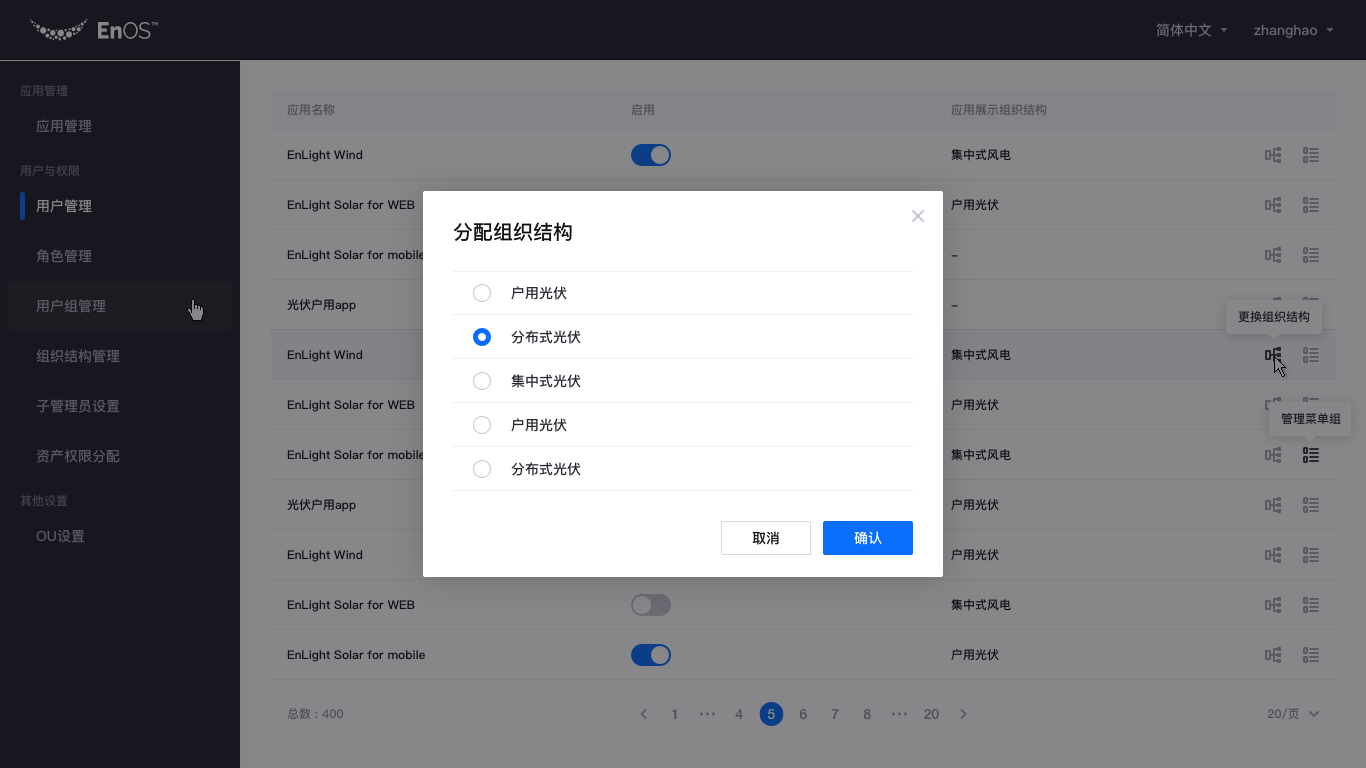 EnOS™
简体中文
zhanghao
应用管理
应用管理
用户与权限
用户管理
角色管理
用户组管理
组织结构管理
子管理员设置
资产权限分配
其他设置
OU设置
应用名称 启用 应用展示组织结构
EnLight Wind 集中式风电
EnLight Solar for WEB 户用光伏
EnLight Solar for mobile –
光伏户用app –
更换组织结构
EnLight Wind 集中式风电
EnLight Solar for WEB 户用光伏
管理菜单组
EnLight Solar for mobile 集中式风电
光伏户用app 户用光伏
EnLight Wind 户用光伏
EnLight Solar for WEB 集中式风电
EnLight Solar for mobile 户用光伏
总数 : 400
1 ••• 4 5 6 7 8 ••• 20
20/页
分配组织结构
户用光伏
分布式光伏
集中式光伏
户用光伏
分布式光伏
取消
确认